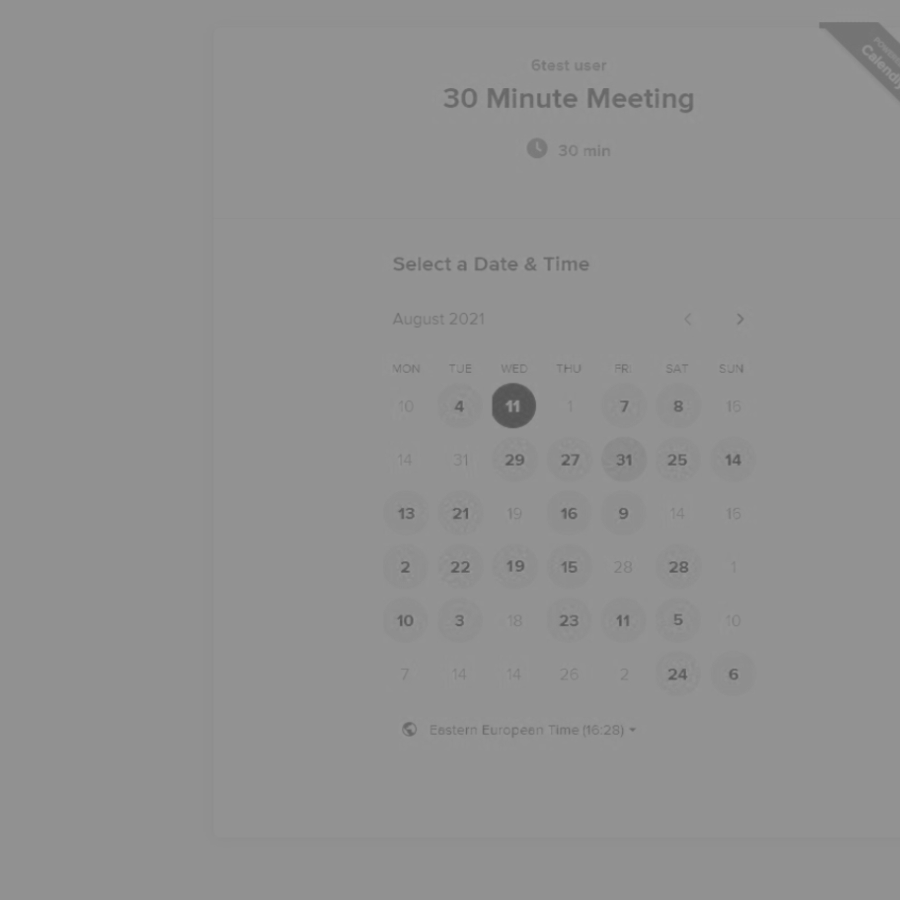 POWERED BY
Calendly
6test user
30 Minute Meeting
30 min
Select a Date & Time
August 2021
MON TUE WED THU FRI SAT SUN
10 4 11 1 7 8 15
14 31 29 27 31 25 14
13 21 19 16 9 14 15
2 22 19 15 28 28 1
10 3 18 23 11 5 10
7 14 14 26 2 24 6
Eastern European Time (16:28)